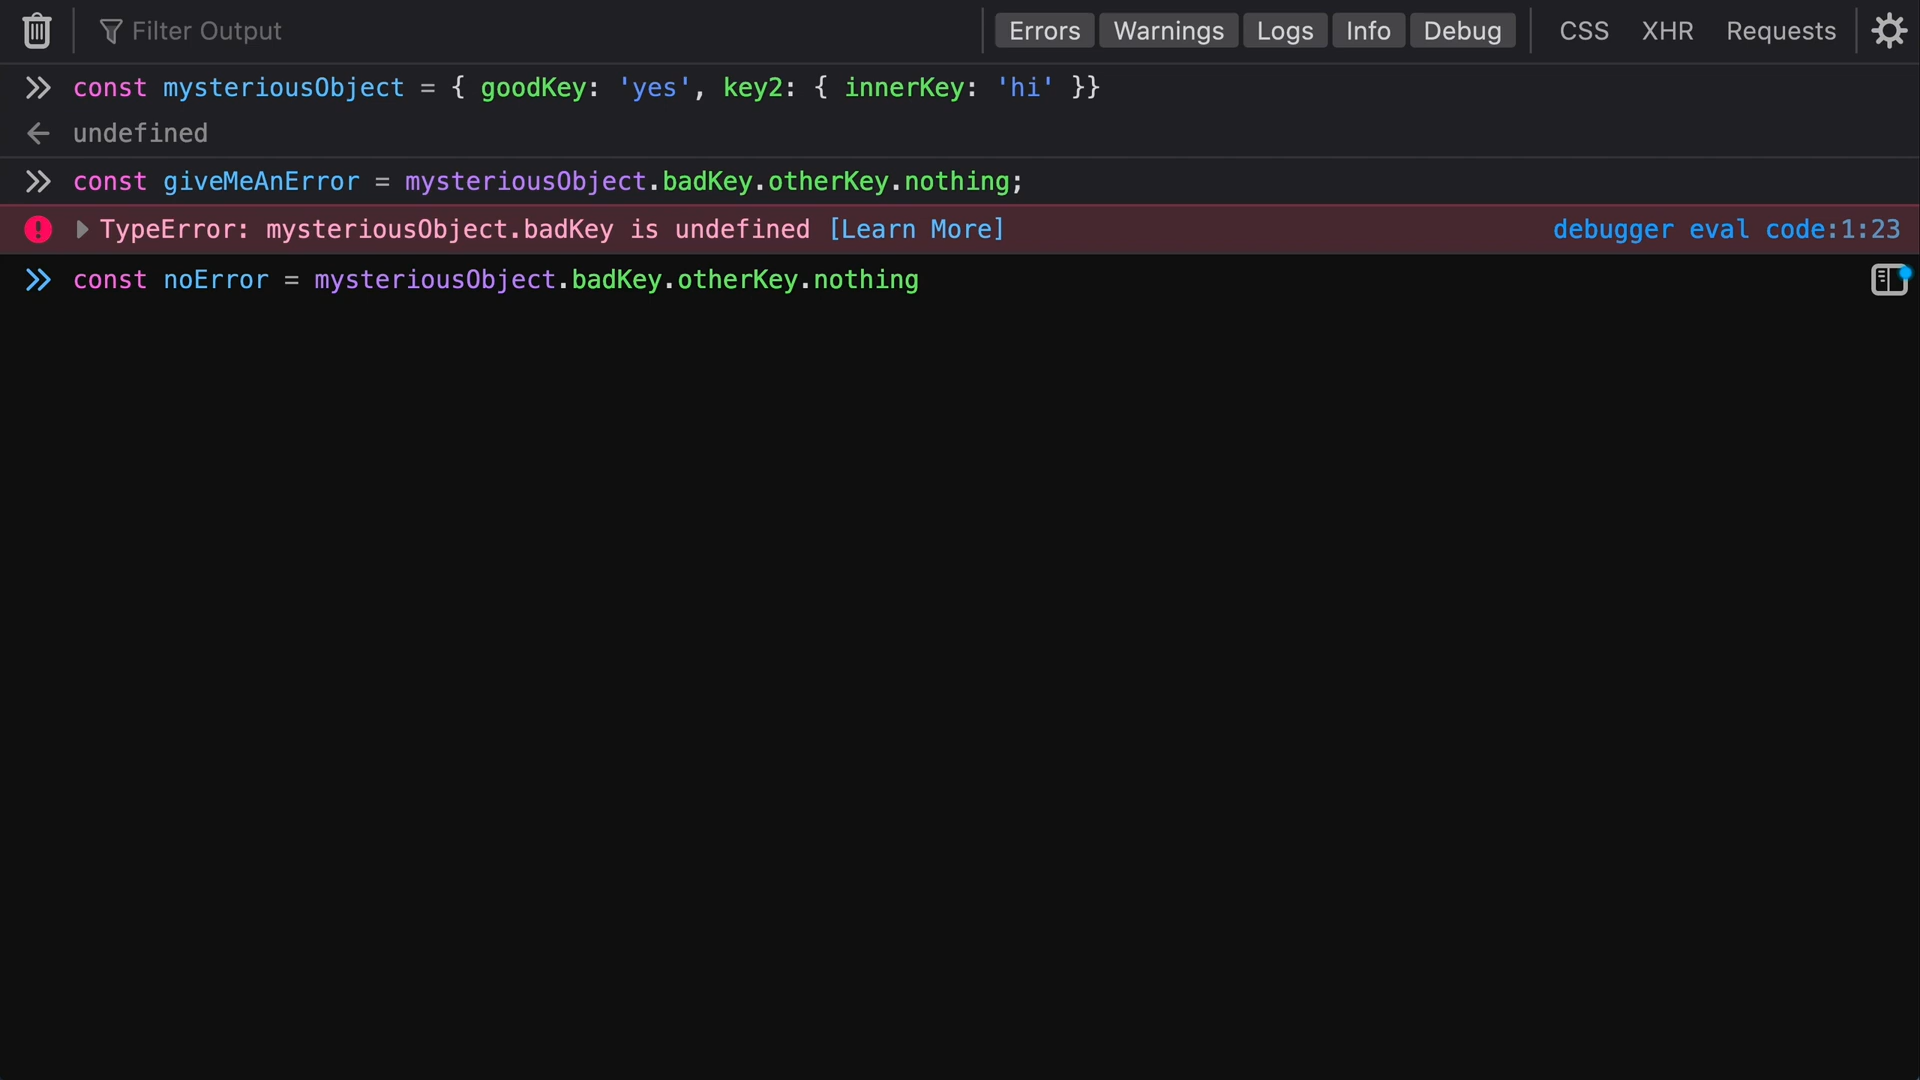 Filter Output
Errors Warnings Logs Info Debug CSS XHR Requests
const mysteriousObject = { goodKey: 'yes', key2: { innerKey: 'hi' }}
undefined
const giveMeAnError = mysteriousObject.badKey.otherKey.nothing;
TypeError: mysteriousObject.badKey is undefined [Learn More] debugger eval code:1:23
const noError = mysteriousObject.badKey.otherKey.nothing